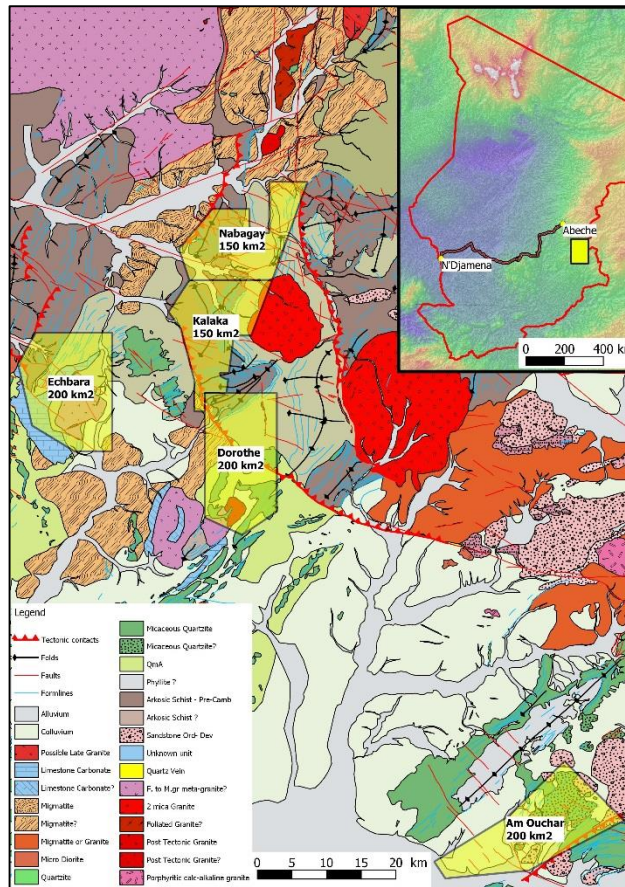 Abeche
N'Djamena
0 200 400 km
Nabagay
150 km2
Kalaka
150 km2
Echbara
200 km2
Dorothe
200 km2
Am Ouchar
200 km2
Legend
Tectonic contacts
Folds
Faults
Formlines
Alluvium
Colluvium
Possible Late Granite
Limestone Carbonate
Limestone Carbonate?
Migmatite
Migmatite?
Migmatite or Granite
Micro Diorite
Quartzite
Micaceous Quartzite
Micaceous Quartzite?
QmA
Phyllite ?
Arkosic Schist - Pre-Camb
Arkosic Schist ?
Sandstone Ord- Dev
Unknown unit
Quartz Vein
F. to M.gr meta-granite?
2 mica Granite
Foliated Granite?
Post Tectonic Granite
Post Tectonic Granite?
Porphyritic calc-alkaline granite
0 5 10 15 20 km